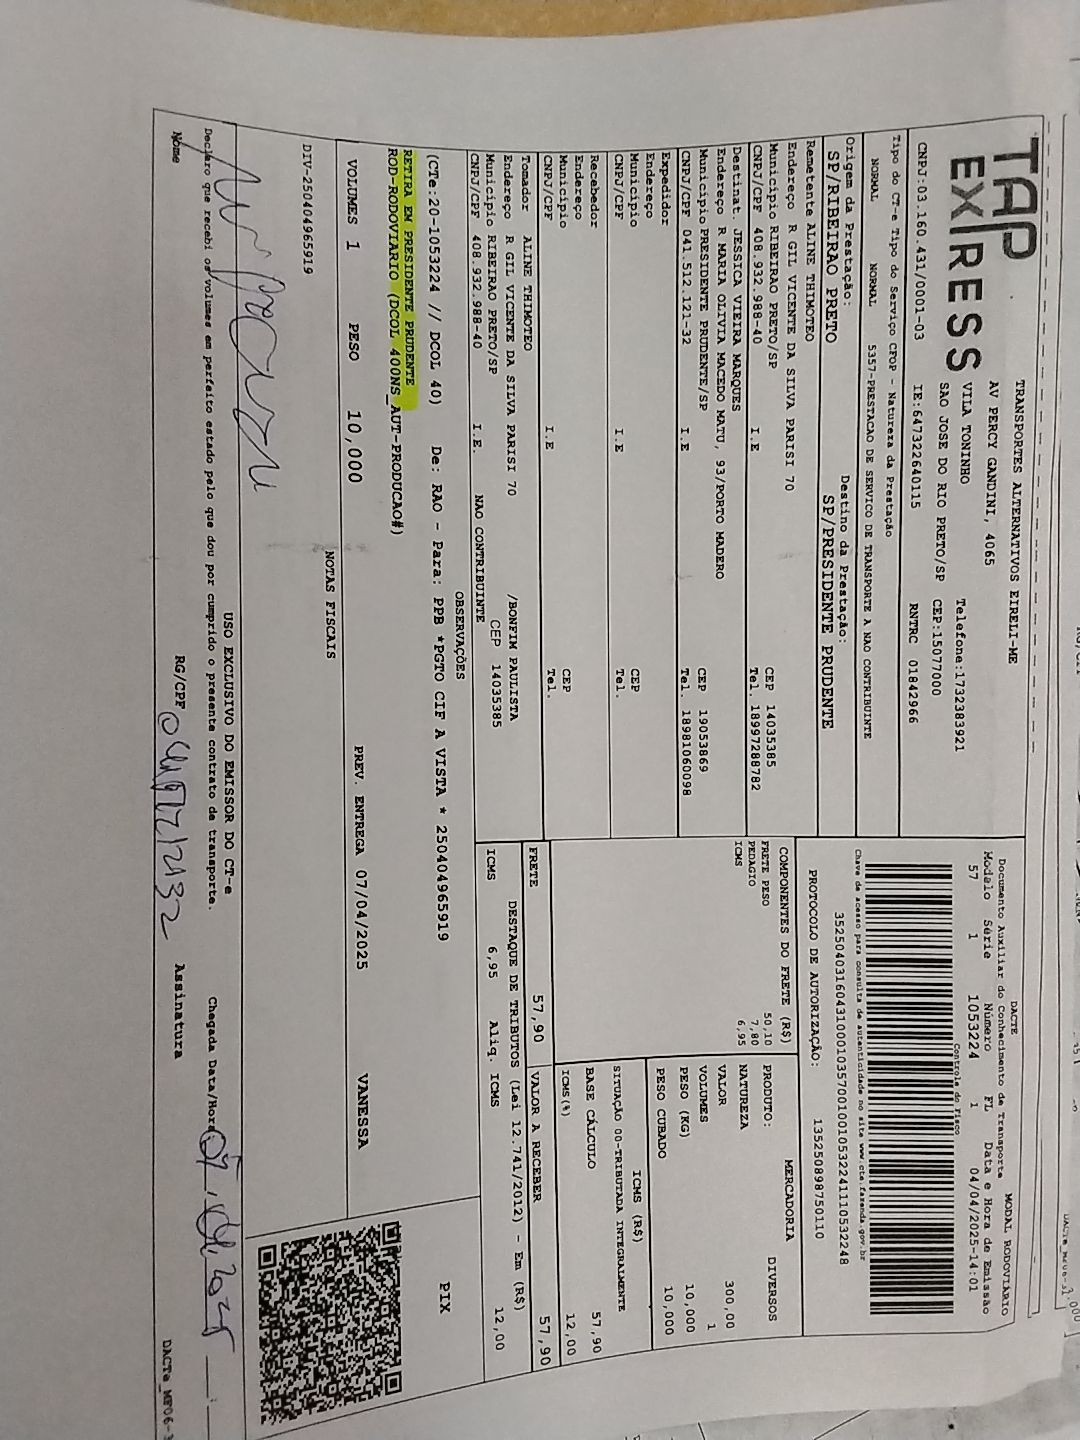 TAP
EXPRESS
TRANSPORTES ALTERNATIVOS EIRELI-ME
AV PERCY GANDINI, 4065
VILA TONINHO
Telefone:1732383921
SAO JOSE DO RIO PRETO/SP CEP:15077000
CNPJ:03.160.431/0001-03 IE:647322640115 RNTRC 01842966
DACTE MODAL RODOVIÁRIO
Documento Auxiliar do Conhecimento de Transporte
Modelo Série Número FL Data e Hora de Emissão
57 1 1053224 1 04/04/2025-14:01
Controle do Fisco
Chave de acesso para consulta de autenticidade no site www.cte.fazenda.gov.br
35250403160431000103570010010532241110532248
PROTOCOLO DE AUTORIZAÇÃO: 135250898750110
Tipo do CT-e Tipo do Serviço CFOP - Natureza da Prestação
NORMAL NORMAL 5357-PRESTACAO DE SERVICO DE TRANSPORTE A NAO CONTRIBUINTE
Origem da Prestação: Destino da Prestação:
SP/RIBEIRAO PRETO SP/PRESIDENTE PRUDENTE
Remetente ALINE THIMOTEO
Endereço R GIL VICENTE DA SILVA PARISI 70
Município RIBEIRAO PRETO/SP CEP 14035385
CNPJ/CPF 408.932.988-40 I.E Tel. 18997288782
Destinat. JESSICA VIEIRA MARQUES
Endereço R MARIA OLIVIA MACEDO MATU, 93/PORTO MADERO
Município PRESIDENTE PRUDENTE/SP CEP 19053869
CNPJ/CPF 041.512.121-32 I.E Tel. 18981060098
Expedidor
Endereço
Município CEP
CNPJ/CPF I.E Tel.
Recebedor
Endereço
Município CEP
CNPJ/CPF I.E Tel.
Tomador ALINE THIMOTEO
Endereço R GIL VICENTE DA SILVA PARISI 70 /BONFIM PAULISTA
Município RIBEIRAO PRETO/SP CEP 14035385
CNPJ/CPF 408.932.988-40 I.E. NAO CONTRIBUINTE
COMPONENTES DO FRETE (R$)
FRETE PESO 50,10
PEDAGIO 7,80
ICMS 6,95
MERCADORIA
PRODUTO: DIVERSOS
NATUREZA
VALOR 300,00
VOLUMES 1
PESO (KG) 10,000
PESO CUBADO 10,000
ICMS (R$)
SITUAÇÃO 00-TRIBUTADA INTEGRALMENTE
BASE CÁLCULO 57,90
ICMS(%) 12,00
FRETE 57,90 VALOR A RECEBER 57,90
DESTAQUE DE TRIBUTOS (Lei 12.741/2012) - Em (R$)
ICMS 6,95 Aliq. ICMS 12,00
OBSERVAÇÕES
(CTe:20-1053224 /// DCOL 40) De: RAO - Para: PPB *PGTO CIF A VISTA * 250404965919
PIX
RETIRA EM PRESIDENTE PRUDENTE
ROD-RODOVIARIO (DCOL 400NS_AUT-PRODUCAO#)
VOLUMES 1 PESO 10,000 PREV. ENTREGA 07/04/2025 VANESSA
NOTAS FISCAIS
DIV-250404965919
USO EXCLUSIVO DO EMISSOR DO CT-e
Declaro que recebi os volumes em perfeito estado pelo que dou por cumprido o presente contrato de transporte. Chegada Data/Hora
Nome RG/CPF Assinatura